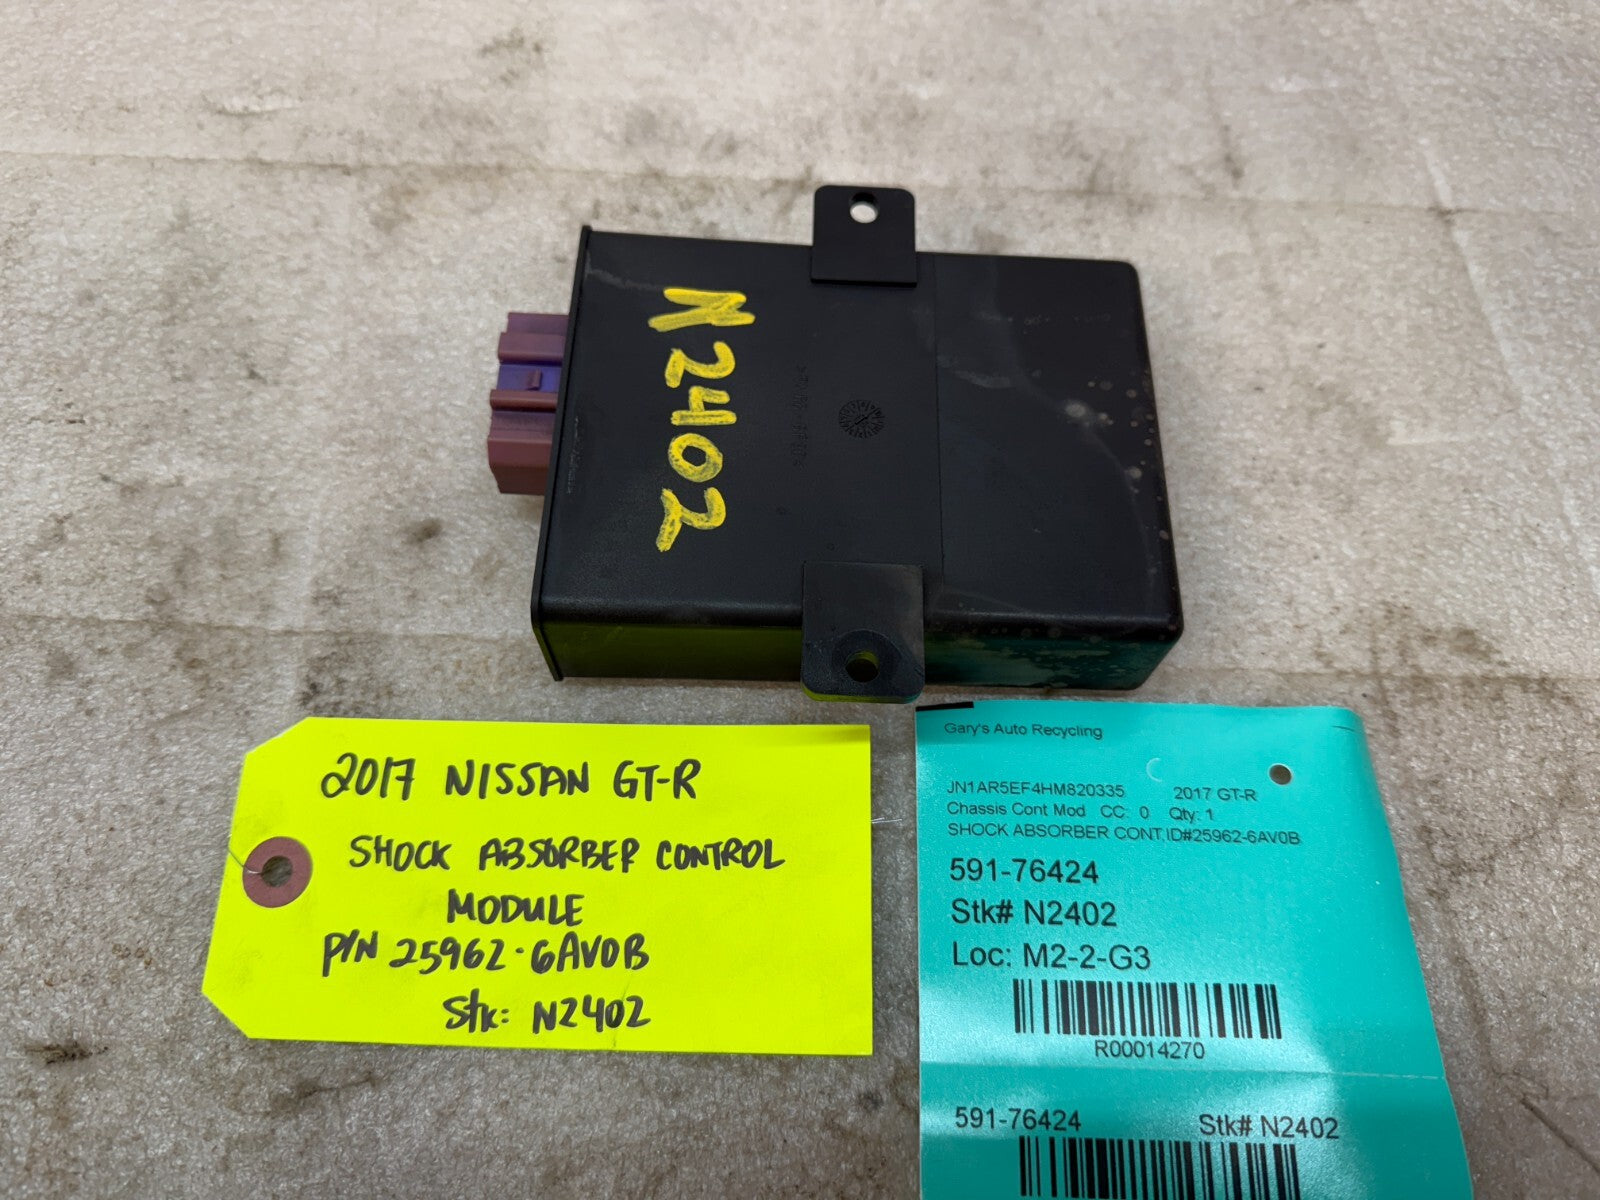 N2402
2017 NISSAN GT-R
SHOCK ABSORBER CONTROL
MODULE
P/N 25962-6AV0B
Stk: N2402
Gary's Auto Recycling
JN1AR5EF4HM820335 2017 GT-R
Chassis Cont Mod CC: 0 Qty: 1
SHOCK ABSORBER CONT ID#25962-6AV0B
591-76424
Stk# N2402
Loc: M2-2-G3
R00014270
591-76424 Stk# N2402